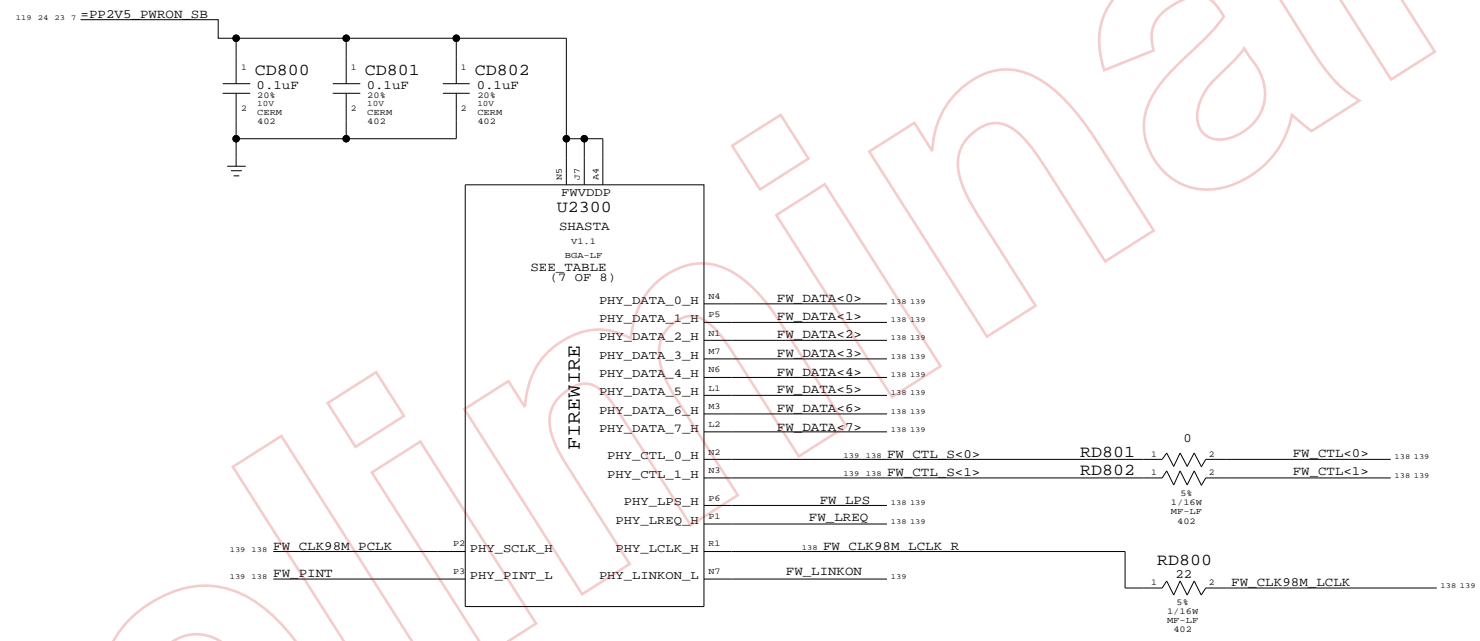 119 24 23 7 =PP2V5_PWRON_SB
1 CD800
0.1uF
20%
10V
2 CERM
402
1 CD801
0.1uF
20%
10V
2 CERM
402
1 CD802
0.1uF
20%
10V
2 CERM
402
N5 J7 A4
FWVDDP
U2300
SHASTA
V1.1
BGA-LF
SEE_TABLE
(7 OF 8)
FIREWIRE
PHY_DATA_0_H N4 FW_DATA<0> 138 139
PHY_DATA_1_H P5 FW_DATA<1> 138 139
PHY_DATA_2_H N1 FW_DATA<2> 138 139
PHY_DATA_3_H M7 FW_DATA<3> 138 139
PHY_DATA_4_H N6 FW_DATA<4> 138 139
PHY_DATA_5_H L1 FW_DATA<5> 138 139
PHY_DATA_6_H M3 FW_DATA<6> 138 139
PHY_DATA_7_H L2 FW_DATA<7> 138 139
0
PHY_CTL_0_H N2 139 138 FW_CTL_S<0> RD801 1 2 FW_CTL<0> 138 139
PHY_CTL_1_H N3 139 138 FW_CTL_S<1> RD802 1 2 FW_CTL<1> 138 139
5%
1/16W
MF-LF
402
PHY_LPS_H P6 FW_LPS 138 139
PHY_LREQ_H P1 FW_LREQ 138 139
139 138 FW_CLK98M_PCLK P2 PHY_SCLK_H PHY_LCLK_H R1 138 FW_CLK98M_LCLK_R
139 138 FW_PINT P3 PHY_PINT_L PHY_LINKON_L N7 FW_LINKON 139
RD800
22
1 2 FW_CLK98M_LCLK 138 139
5%
1/16W
MF-LF
402